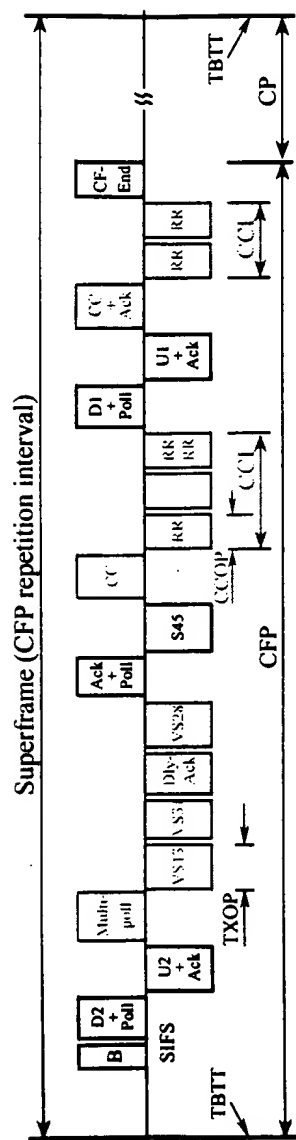 Superframe (CFP repetition interval)
B
D2 + Poll
Multi-poll
Ack + Poll
CC
D1 + Poll
CC + Ack
CF-End
SIFS
U2 + Ack
VS13
Dly-Ack
VS28
S45
RR
RR RR
U1 + Ack
RR
RR
TBTT
TXOP
CCOP
CCI
CCI
TBTT
CFP
CP